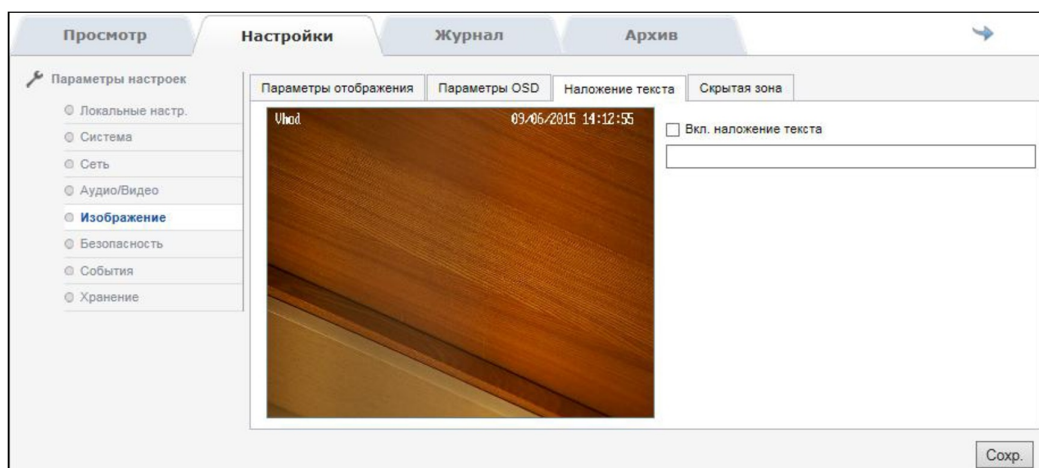 Просмотр
Настройки
Журнал
Архив
Параметры настроек
Локальные настр.
Система
Сеть
Аудио/Видео
Изображение
Безопасность
События
Хранение
Параметры отображения
Параметры OSD
Наложение текста
Скрытая зона
Vhod
09/06/2015 14:12:55
Вкл. наложение текста
Сохр.